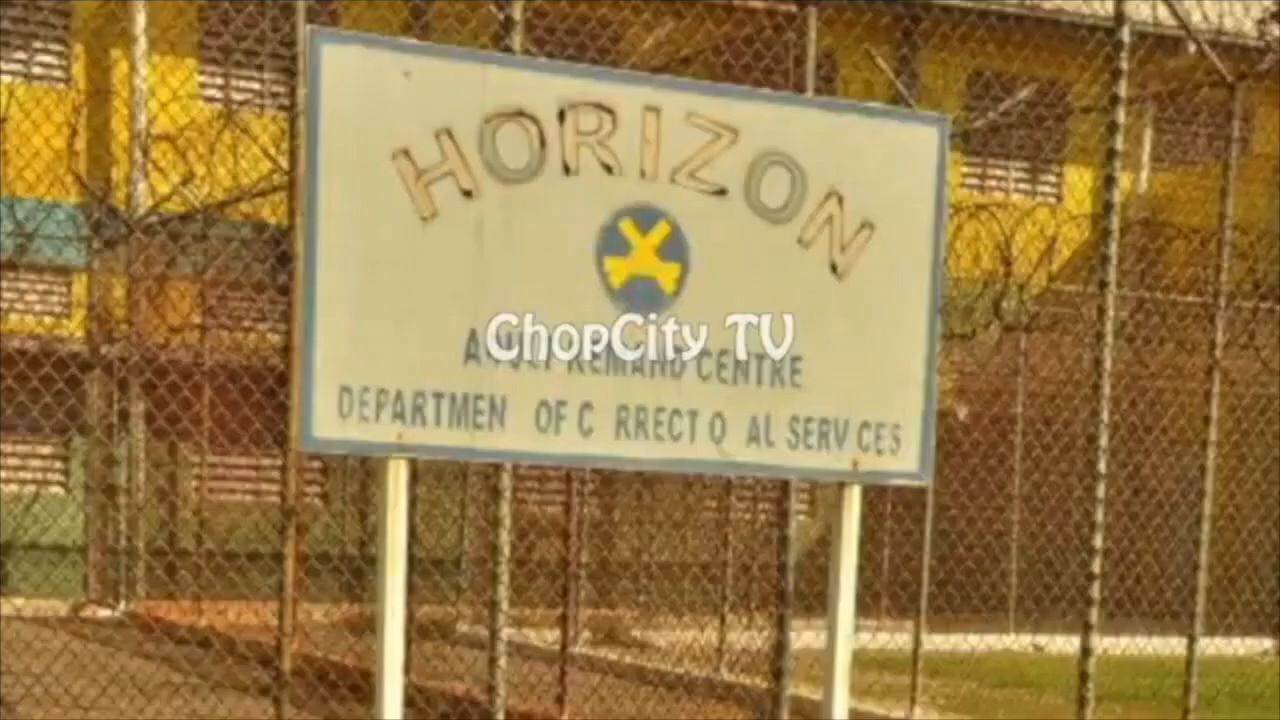 HORIZON
ChopCity TV
REMAND CENTRE
DEPARTMEN OF C RRECT O AL SERV CES